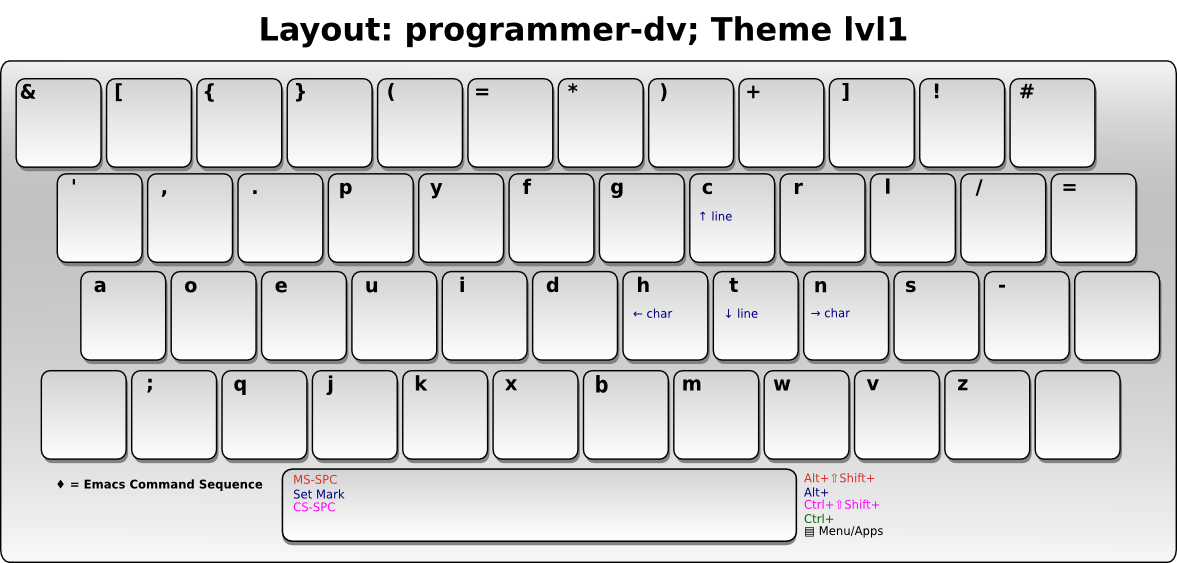 Layout: programmer-dv; Theme lvl1
& [ { } ( = * ) + ] ! #
' , . p y f g c r l / =
↑ line
a o e u i d h t n s -
← char ↓ line → char
; q j k x b m w v z
♦ = Emacs Command Sequence
MS-SPC
Set Mark
CS-SPC
Alt+⇧Shift+
Alt+
Ctrl+⇧Shift+
Ctrl+
▤ Menu/Apps